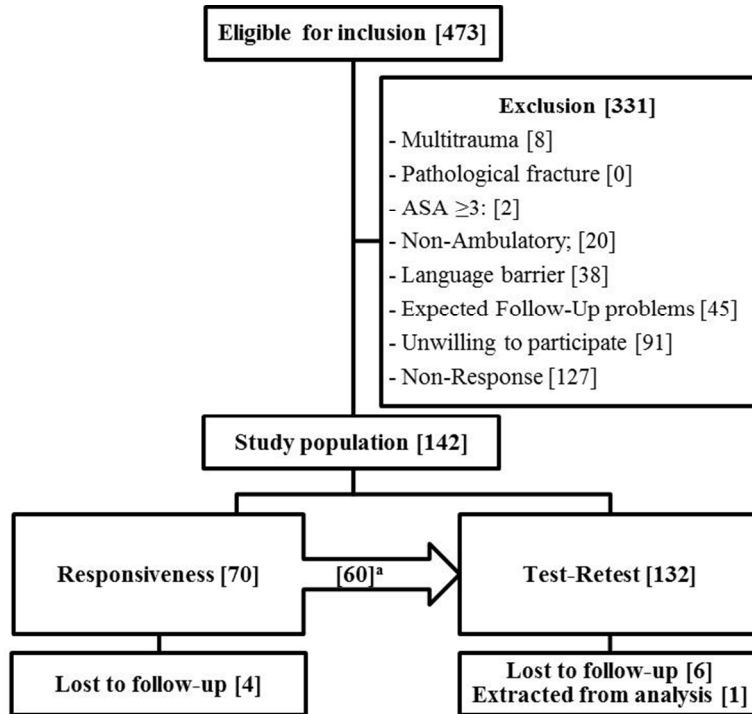 Eligible for inclusion [473]
Exclusion [331]
- Multitrauma [8]
- Pathological fracture [0]
- ASA ≥3: [2]
- Non-Ambulatory; [20]
- Language barrier [38]
- Expected Follow-Up problems [45]
- Unwilling to participate [91]
- Non-Response [127]
Study population [142]
Responsiveness [70]
[60]ᵃ
Test-Retest [132]
Lost to follow-up [4]
Lost to follow-up [6]
Extracted from analysis [1]